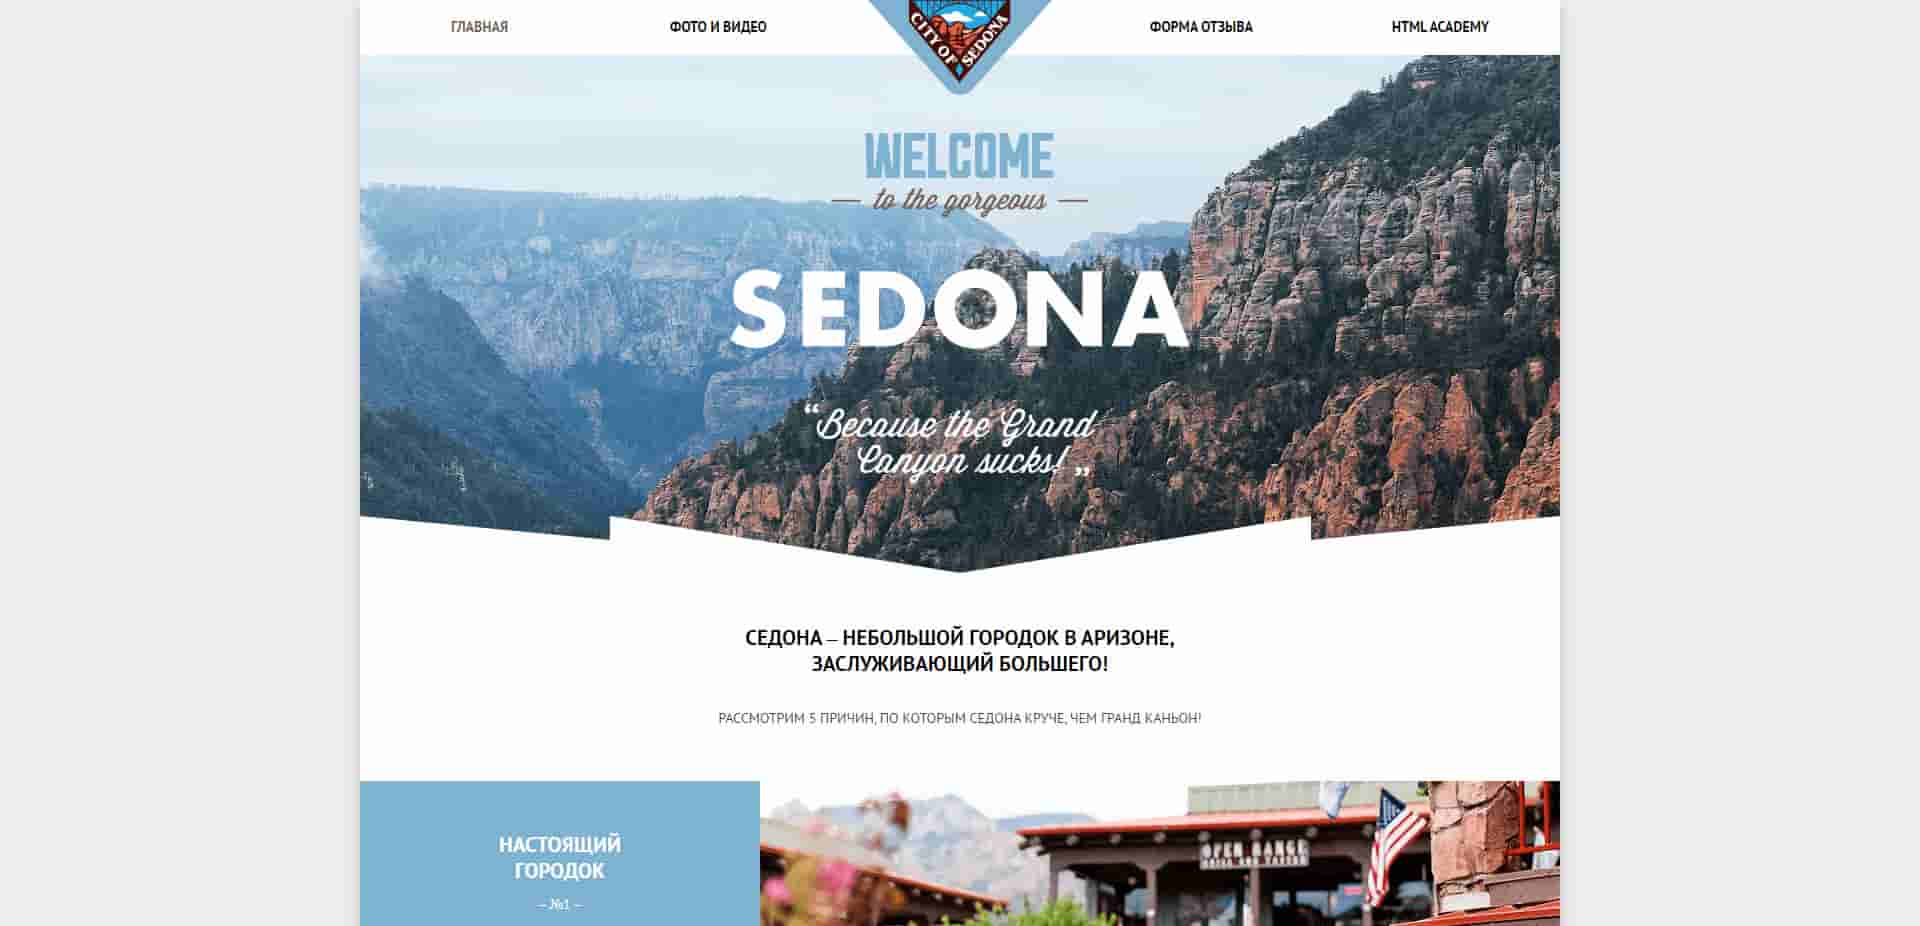 ГЛАВНАЯ
ФОТО И ВИДЕО
CITY OF SEDONA
ФОРМА ОТЗЫВА
HTML ACADEMY
WELCOME
— to the gorgeous —
SEDONA
“Because the Grand
Canyon sucks!„
СЕДОНА – НЕБОЛЬШОЙ ГОРОДОК В АРИЗОНЕ,
ЗАСЛУЖИВАЮЩИЙ БОЛЬШЕГО!
РАССМОТРИМ 5 ПРИЧИН, ПО КОТОРЫМ СЕДОНА КРУЧЕ, ЧЕМ ГРАНД КАНЬОН!
НАСТОЯЩИЙ
ГОРОДОК
– №1 –
OPEN RANGE